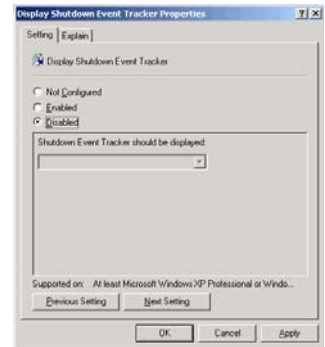 Display Shutdown Event Tracker Properties
Setting
Explain
Display Shutdown Event Tracker
Not Configured
Enabled
Disabled
Shutdown Event Tracker should be displayed:
Supported on: At least Microsoft Windows XP Professional or Windo...
Previous Setting
Next Setting
OK
Cancel
Apply